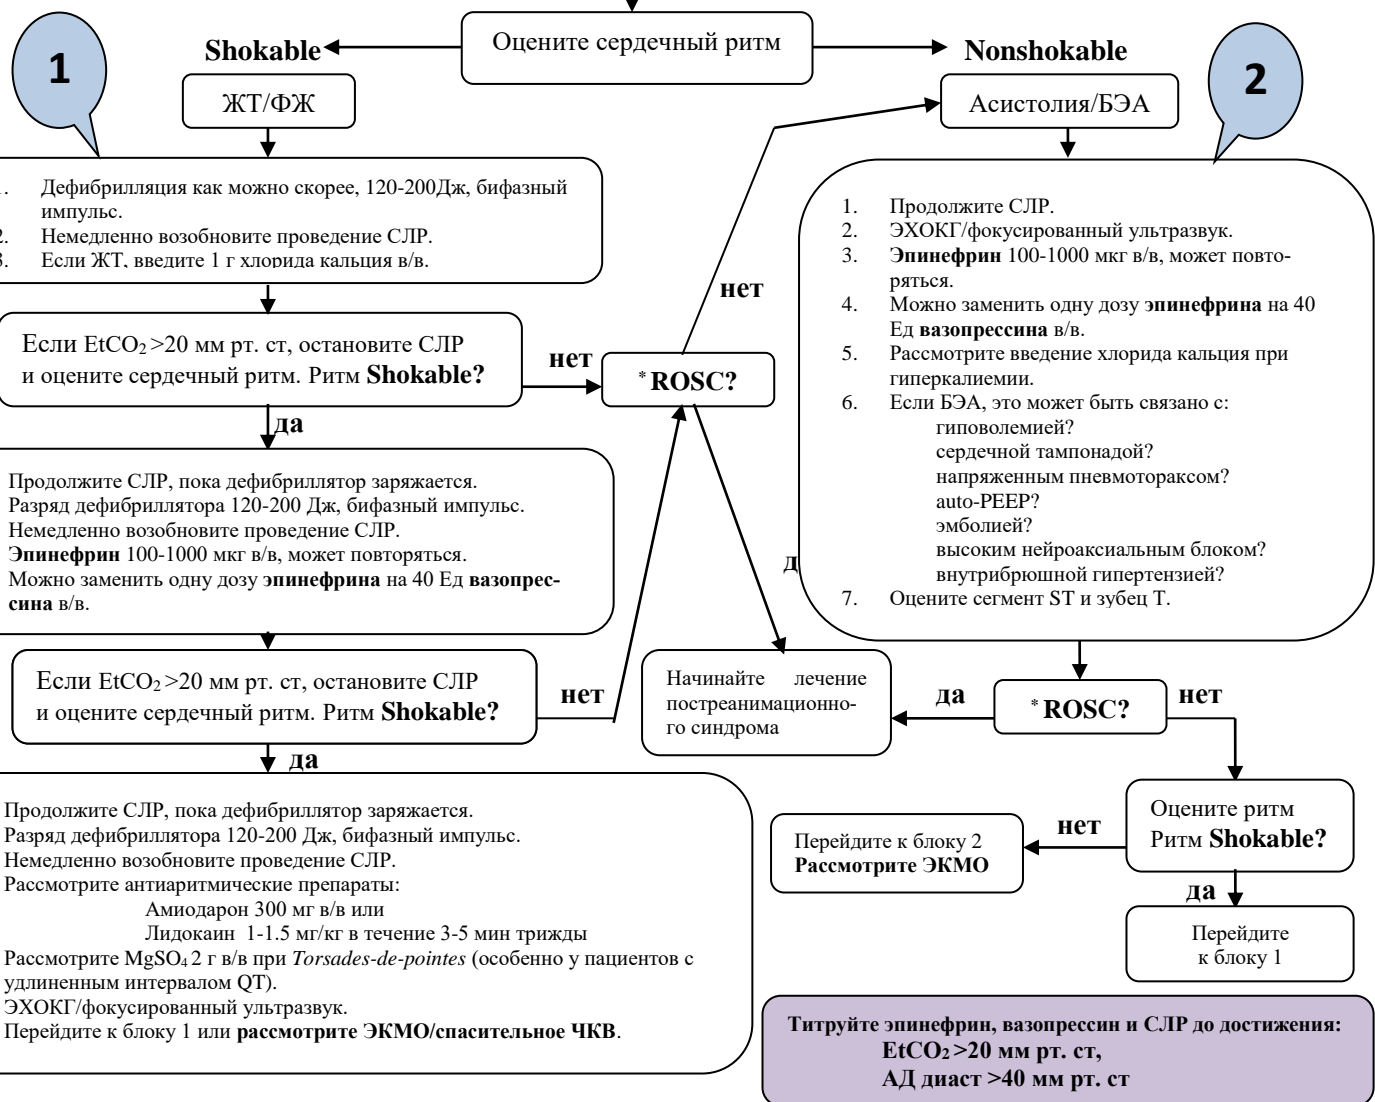 Оцените сердечный ритм
Shokable
Nonshokable
1
2
ЖТ/ФЖ
Асистолия/БЭА
Дефибрилляция как можно скорее, 120-200Дж, бифазный
импульс.
2. Немедленно возобновите проведение СЛР.
3. Если ЖТ, введите 1 г хлорида кальция в/в.
Если EtCO2 >20 мм рт. ст, остановите СЛР
и оцените сердечный ритм. Ритм Shokable?
нет
*ROSC?
нет
да
Продолжите СЛР, пока дефибриллятор заряжается.
Разряд дефибриллятора 120-200 Дж, бифазный импульс.
Немедленно возобновите проведение СЛР.
Эпинефрин 100-1000 мкг в/в, может повторяться.
Можно заменить одну дозу эпинефрина на 40 Ед вазопрес-
сина в/в.
Если EtCO2 >20 мм рт. ст, остановите СЛР
и оцените сердечный ритм. Ритм Shokable?
нет
да
Продолжите СЛР, пока дефибриллятор заряжается.
Разряд дефибриллятора 120-200 Дж, бифазный импульс.
Немедленно возобновите проведение СЛР.
Рассмотрите антиаритмические препараты:
Амиодарон 300 мг в/в или
Лидокаин 1-1.5 мг/кг в течение 3-5 мин трижды
Рассмотрите MgSO4 2 г в/в при Torsades-de-pointes (особенно у пациентов с
удлиненным интервалом QT).
ЭХОКГ/фокусированный ультразвук.
Перейдите к блоку 1 или рассмотрите ЭКМО/спасительное ЧКВ.
1. Продолжите СЛР.
2. ЭХОКГ/фокусированный ультразвук.
3. Эпинефрин 100-1000 мкг в/в, может повто-
ряться.
4. Можно заменить одну дозу эпинефрина на 40
Ед вазопрессина в/в.
5. Рассмотрите введение хлорида кальция при
гиперкалиемии.
6. Если БЭА, это может быть связано с:
гиповолемией?
сердечной тампонадой?
напряженным пневмотораксом?
auto-PEEP?
эмболией?
высоким нейроаксиальным блоком?
внутрибрюшной гипертензией?
7. Оцените сегмент ST и зубец Т.
д
Начинайте лечение
постреанимационно-
го синдрома
да
*ROSC?
нет
Оцените ритм
Ритм Shokable?
нет
Перейдите к блоку 2
Рассмотрите ЭКМО
да
Перейдите
к блоку 1
Титруйте эпинефрин, вазопрессин и СЛР до достижения:
EtCO2 >20 мм рт. ст,
АД диаст >40 мм рт. ст